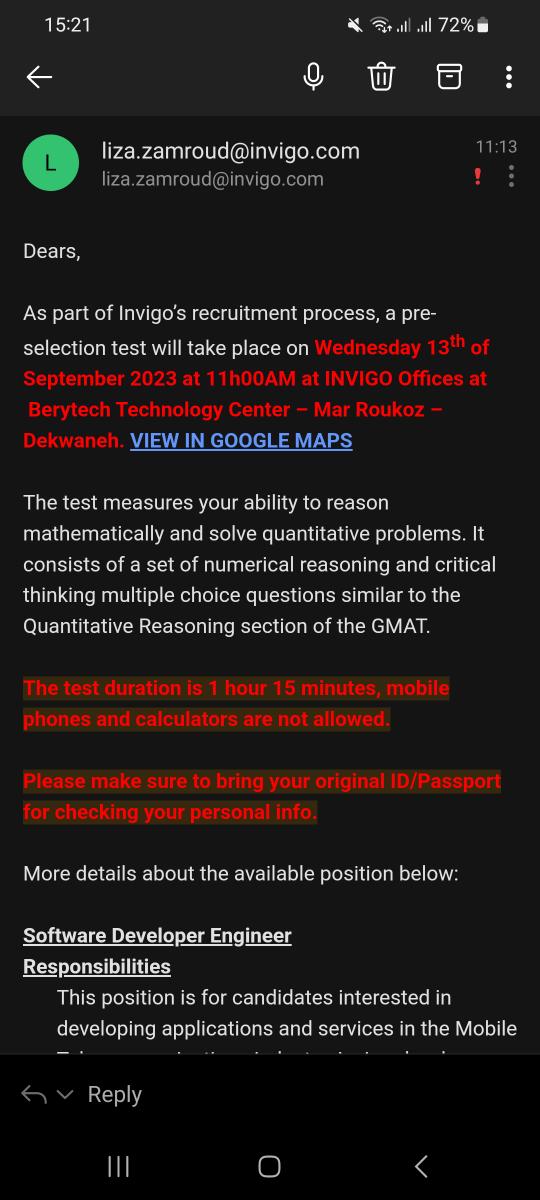 15:21
72%
L
liza.zamroud@invigo.com
11:13
liza.zamroud@invigo.com
Dears,
As part of Invigo's recruitment process, a pre-
selection test will take place on Wednesday 13th of
September 2023 at 11h00AM at INVIGO Offices at
Berytech Technology Center – Mar Roukoz –
Dekwaneh. VIEW IN GOOGLE MAPS
The test measures your ability to reason
mathematically and solve quantitative problems. It
consists of a set of numerical reasoning and critical
thinking multiple choice questions similar to the
Quantitative Reasoning section of the GMAT.
The test duration is 1 hour 15 minutes, mobile
phones and calculators are not allowed.
Please make sure to bring your original ID/Passport
for checking your personal info.
More details about the available position below:
Software Developer Engineer
Responsibilities
This position is for candidates interested in
developing applications and services in the Mobile
Reply